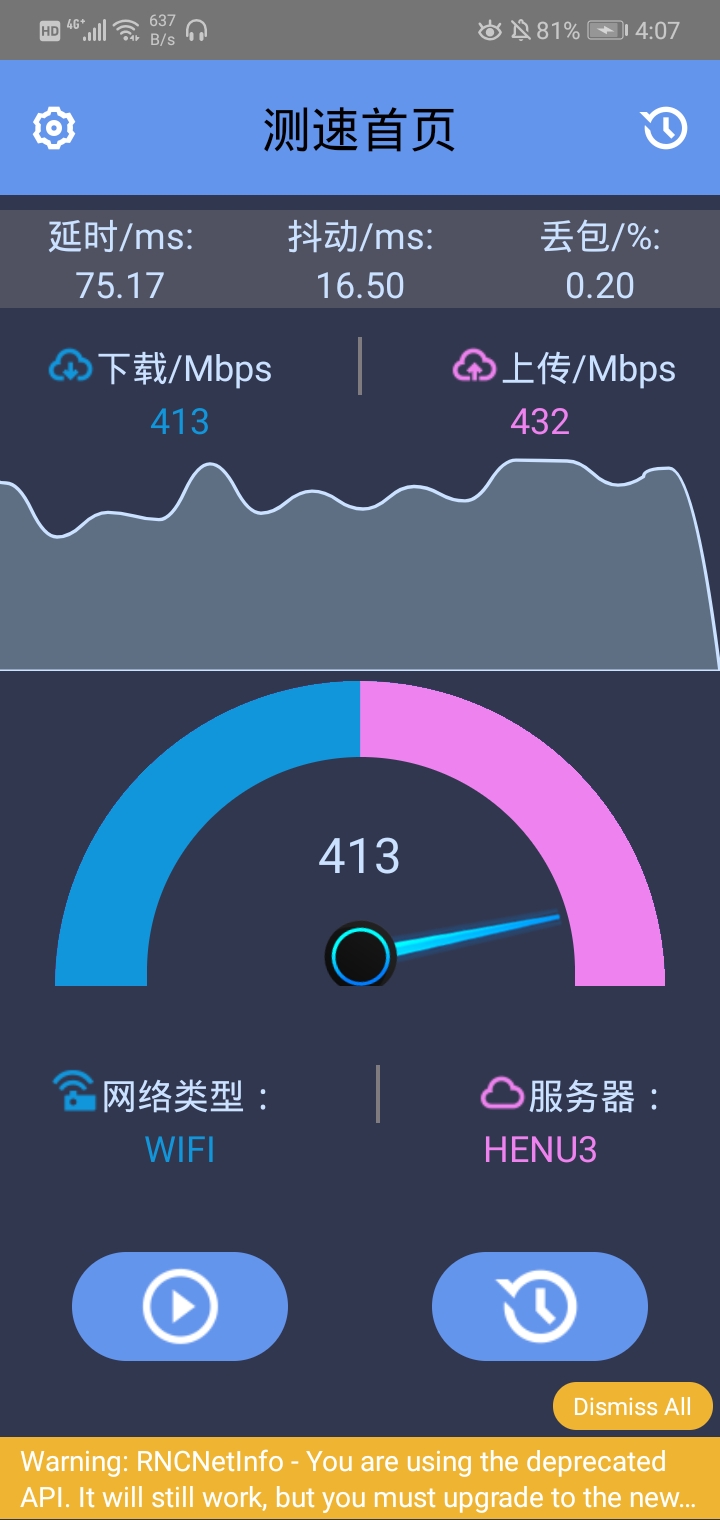 HD 4G+ 637 B/s 81% 4:07
测速首页
延时/ms: 抖动/ms: 丢包/%:
75.17 16.50 0.20
下载/Mbps 上传/Mbps
413 432
413
网络类型： 服务器：
WIFI HENU3
Dismiss All
Warning: RNCNetInfo - You are using the deprecated
API. It will still work, but you must upgrade to the new...